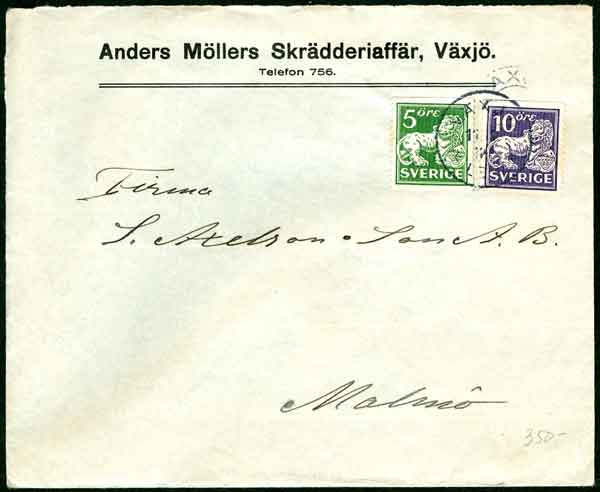 Anders Möllers Skrädderiaffär, Växjö.
Telefon 756.
5 öre
SVERIGE
10 öre
SVERIGE
Firma
S. Axelson & Son A. B.
Malmö
350-